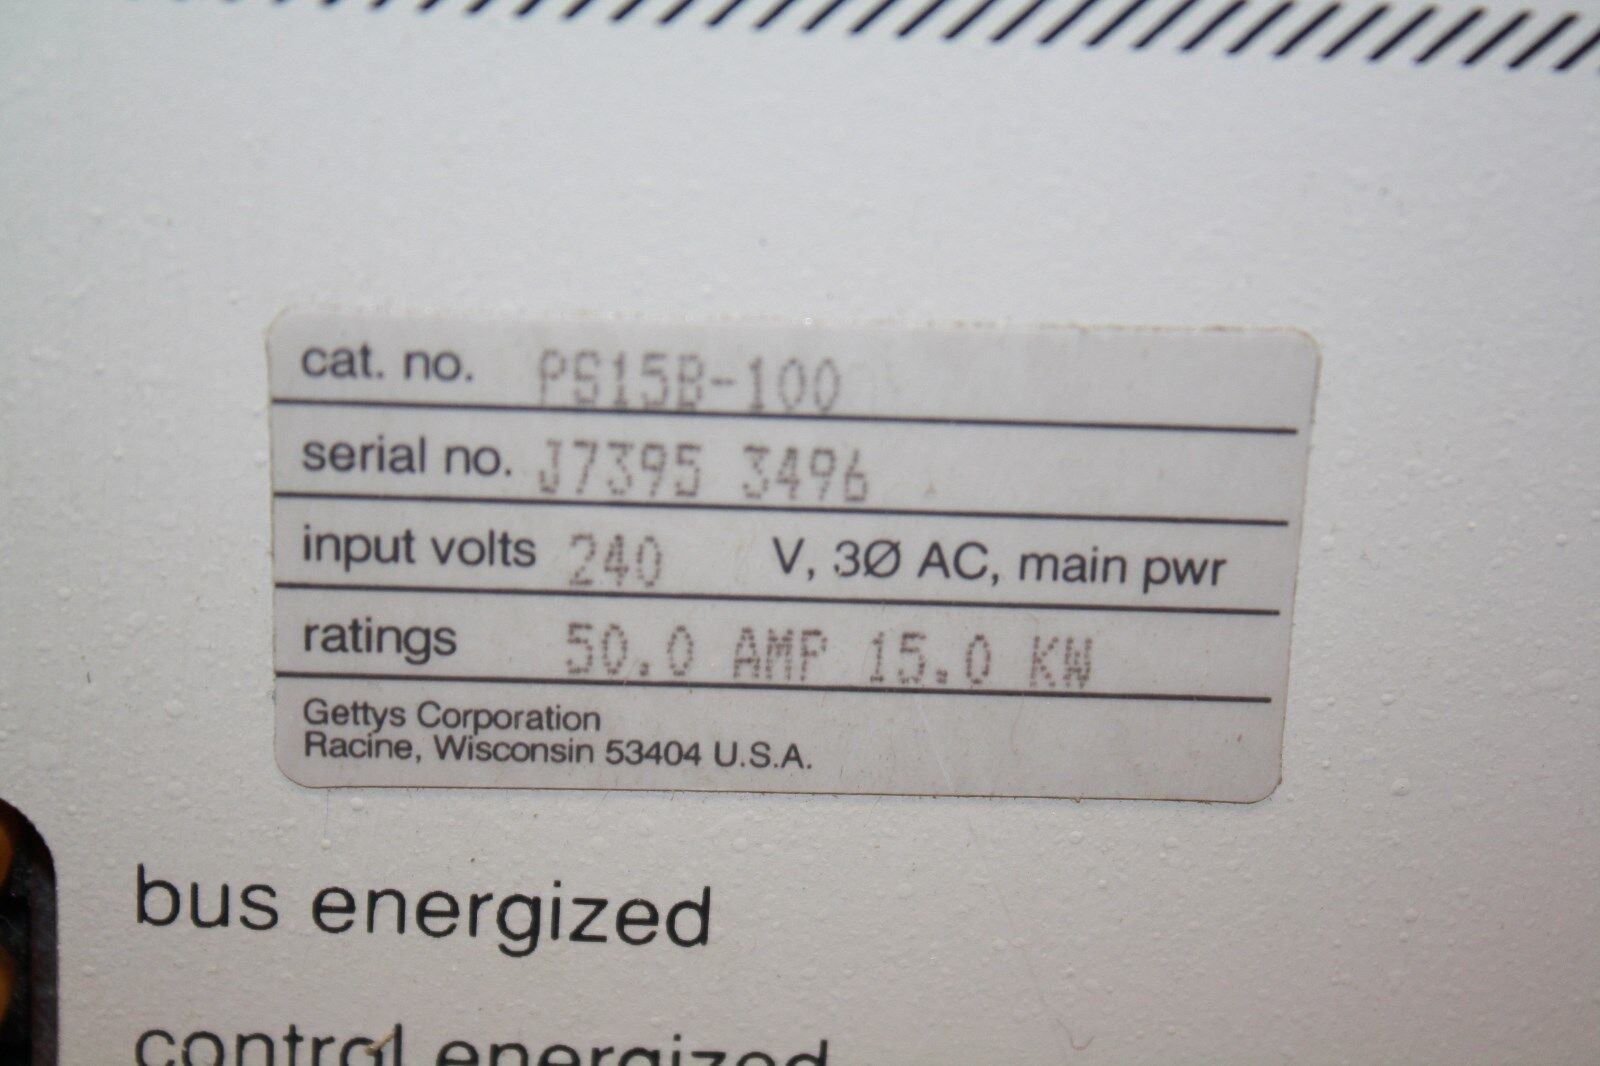 cat. no. PS15B-100
serial no. J7395 3496
input volts 240 V, 3Ø AC, main pwr
ratings 50.0 AMP 15.0 KW
Gettys Corporation
Racine, Wisconsin 53404 U.S.A.
bus energized
control energized